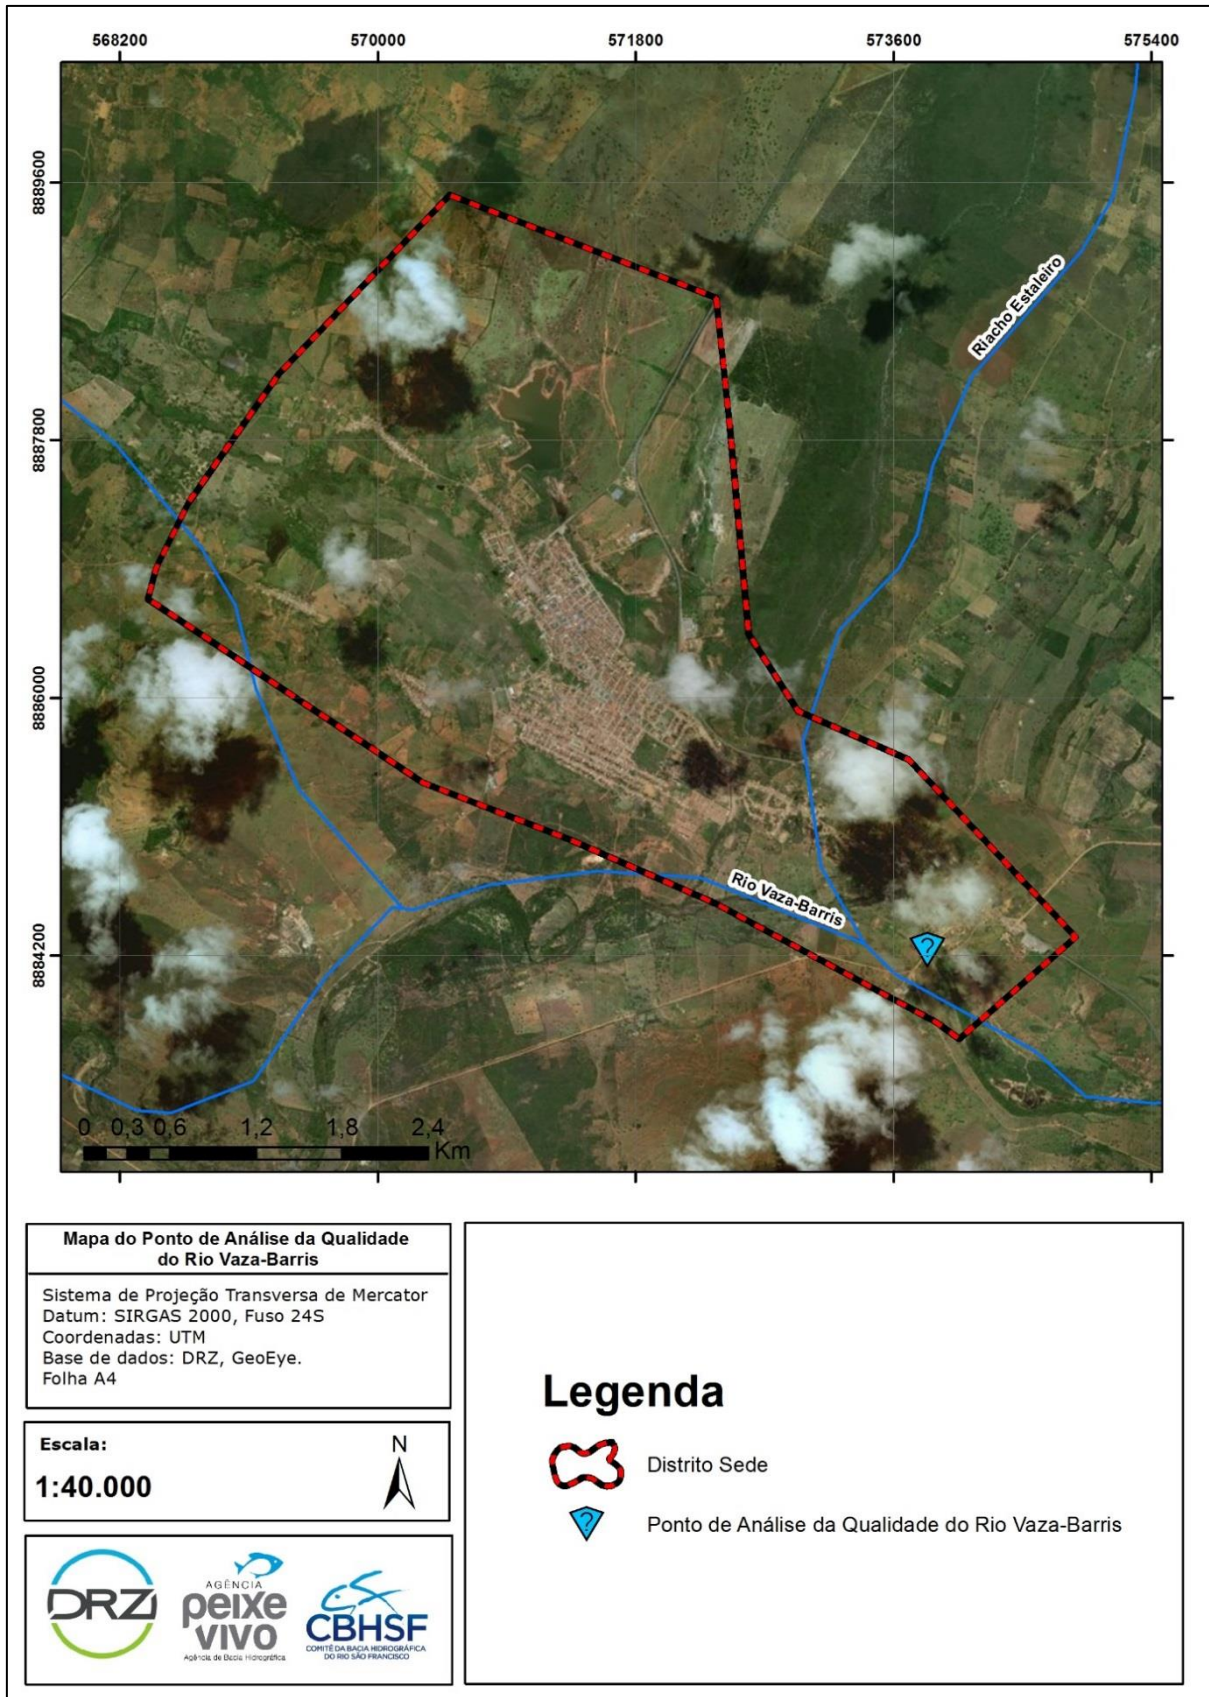 568200 570000 571800 573600 575400
8889600
8887800
8886000
8884200
Riacho Estaleiro
Rio Vaza-Barris
?
0 0,3 0,6 1,2 1,8 2,4
Km
Mapa do Ponto de Análise da Qualidade
do Rio Vaza-Barris
Sistema de Projeção Transversa de Mercator
Datum: SIRGAS 2000, Fuso 24S
Coordenadas: UTM
Base de dados: DRZ, GeoEye.
Folha A4
Escala:
1:40.000
N
DRZ
AGÊNCIA
peixe
vivo
Agência de Bacia Hidrográfica
CBHSF
COMITÊ DA BACIA HIDROGRÁFICA
DO RIO SÃO FRANCISCO
Legenda
Distrito Sede
?
Ponto de Análise da Qualidade do Rio Vaza-Barris